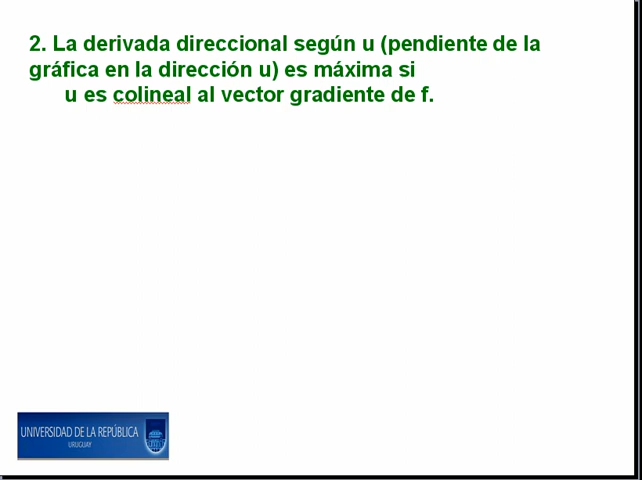 2. La derivada direccional según u (pendiente de la
gráfica en la dirección u) es máxima si
u es colineal al vector gradiente de f.
UNIVERSIDAD DE LA REPÚBLICA
URUGUAY